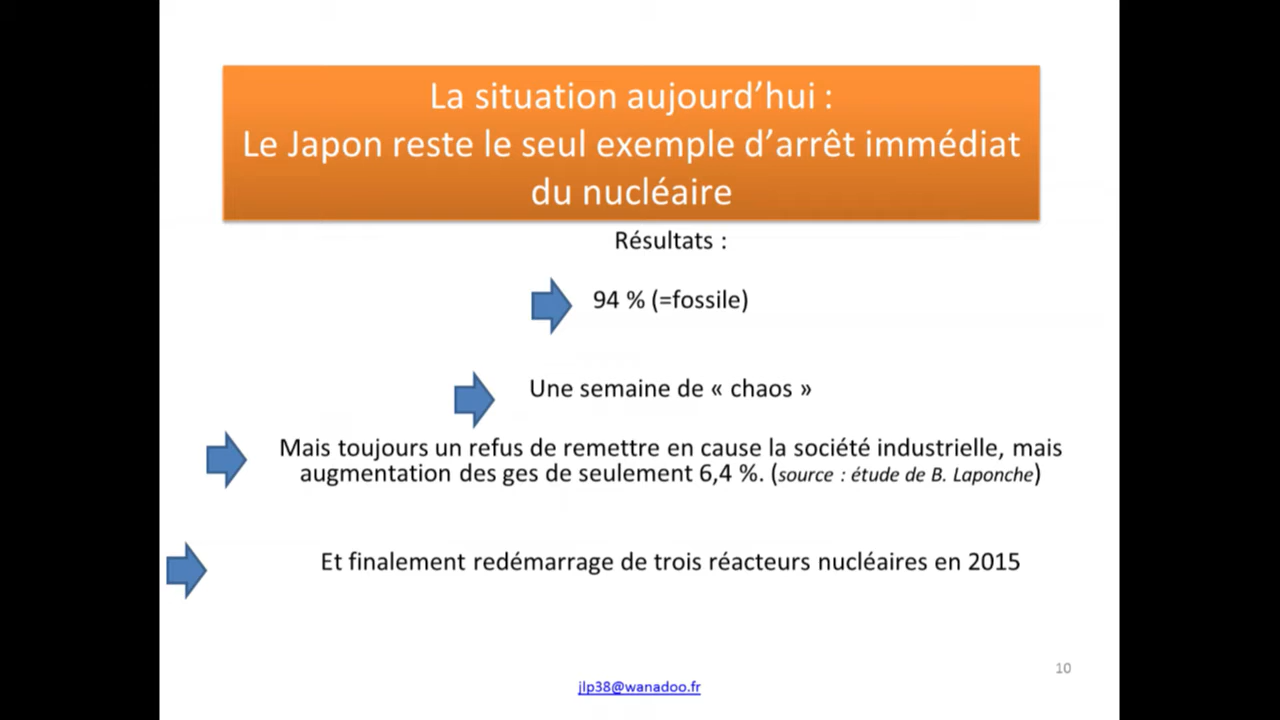 La situation aujourd’hui :
Le Japon reste le seul exemple d’arrêt immédiat
du nucléaire
Résultats :
94 % (=fossile)
Une semaine de « chaos »
Mais toujours un refus de remettre en cause la société industrielle, mais
augmentation des ges de seulement 6,4 %. (source : étude de B. Laponche)
Et finalement redémarrage de trois réacteurs nucléaires en 2015
10
jlp38@wanadoo.fr